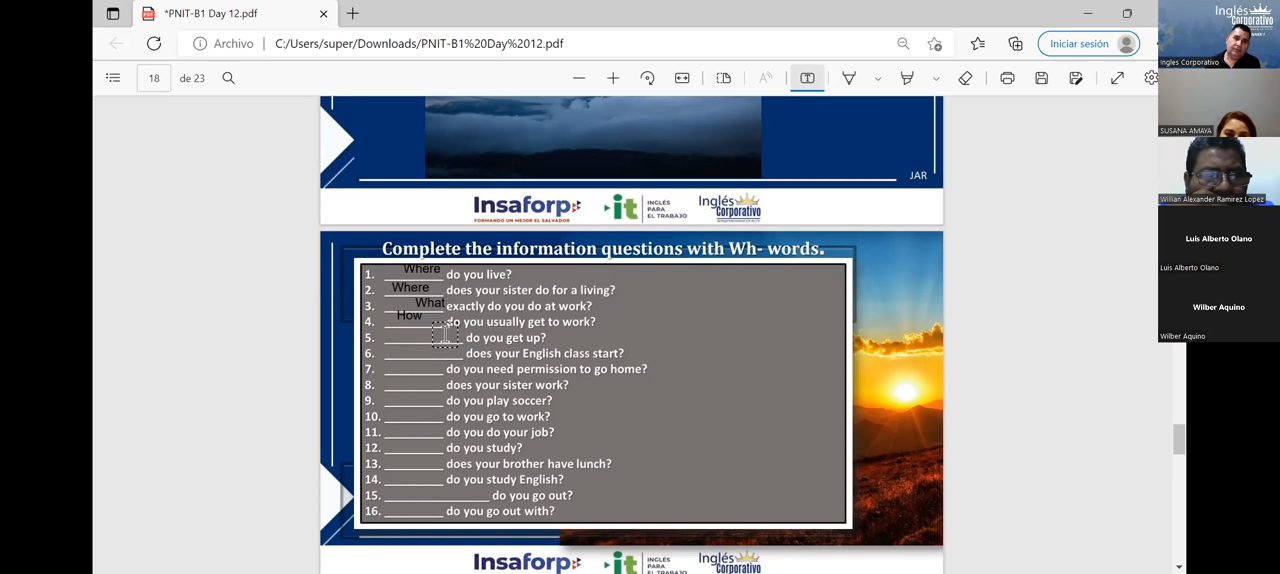 *PNIT-B1 Day 12.pdf
Archivo C:/Users/super/Downloads/PNIT-B1%20Day%2012.pdf
Iniciar sesión
18 de 23
JAR
Insaforp
FORMANDO UN MEJOR EL SALVADOR
it INGLÉS PARA EL TRABAJO
Inglés Corporativo
Complete the information questions with Wh- words.
1. Where do you live?
2. Where does your sister do for a living?
3. What exactly do you do at work?
4. How do you usually get to work?
5. __________ do you get up?
6. __________ does your English class start?
7. ________ do you need permission to go home?
8. ________ does your sister work?
9. ________ do you play soccer?
10. ________ do you go to work?
11. ________ do you do your job?
12. ________ do you study?
13. ________ does your brother have lunch?
14. ________ do you study English?
15. ______________ do you go out?
16. ________ do you go out with?
Insaforp
it INGLÉS PARA
Inglés Corporativo
Inglés Corporativo
Ingles Corporativo
SUSANA AMAYA
Willian Alexander Ramirez Lopez
Luis Alberto Olano
Luis Alberto Olano
Wilber Aquino
Wilber Aquino